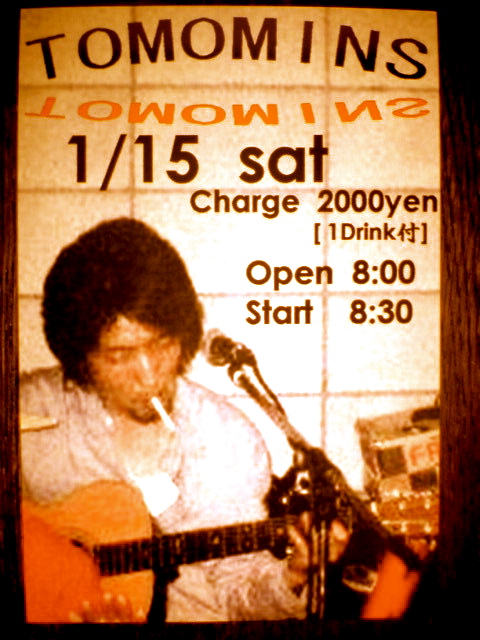 TOMOMINS
TOMOMINS
1/15 sat
Charge 2000yen
[ 1Drink付]
Open 8:00
Start 8:30